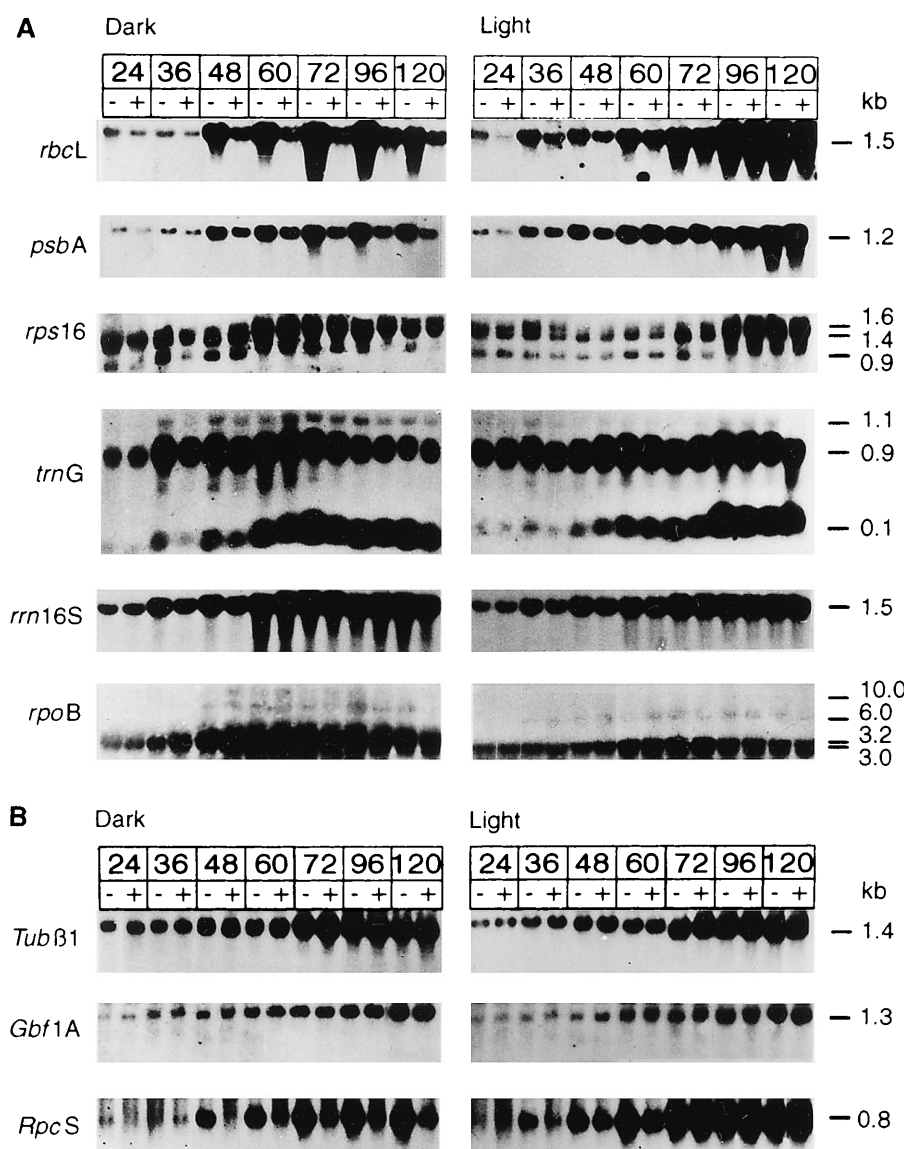 A
Dark Light
24 36 48 60 72 96 120 24 36 48 60 72 96 120
- + - + - + - + - + - + - + - + - + - + - + - + - + - + kb
rbcL 1.5
psbA 1.2
rps16 1.6
1.4
0.9
1.1
trnG 0.9
0.1
rrn16S 1.5
rpoB 10.0
6.0
3.2
3.0
B Dark Light
24 36 48 60 72 96 120 24 36 48 60 72 96 120
- + - + - + - + - + - + - + - + - + - + - + - + - + - + kb
Tubβ1 1.4
Gbf1A 1.3
RpcS 0.8